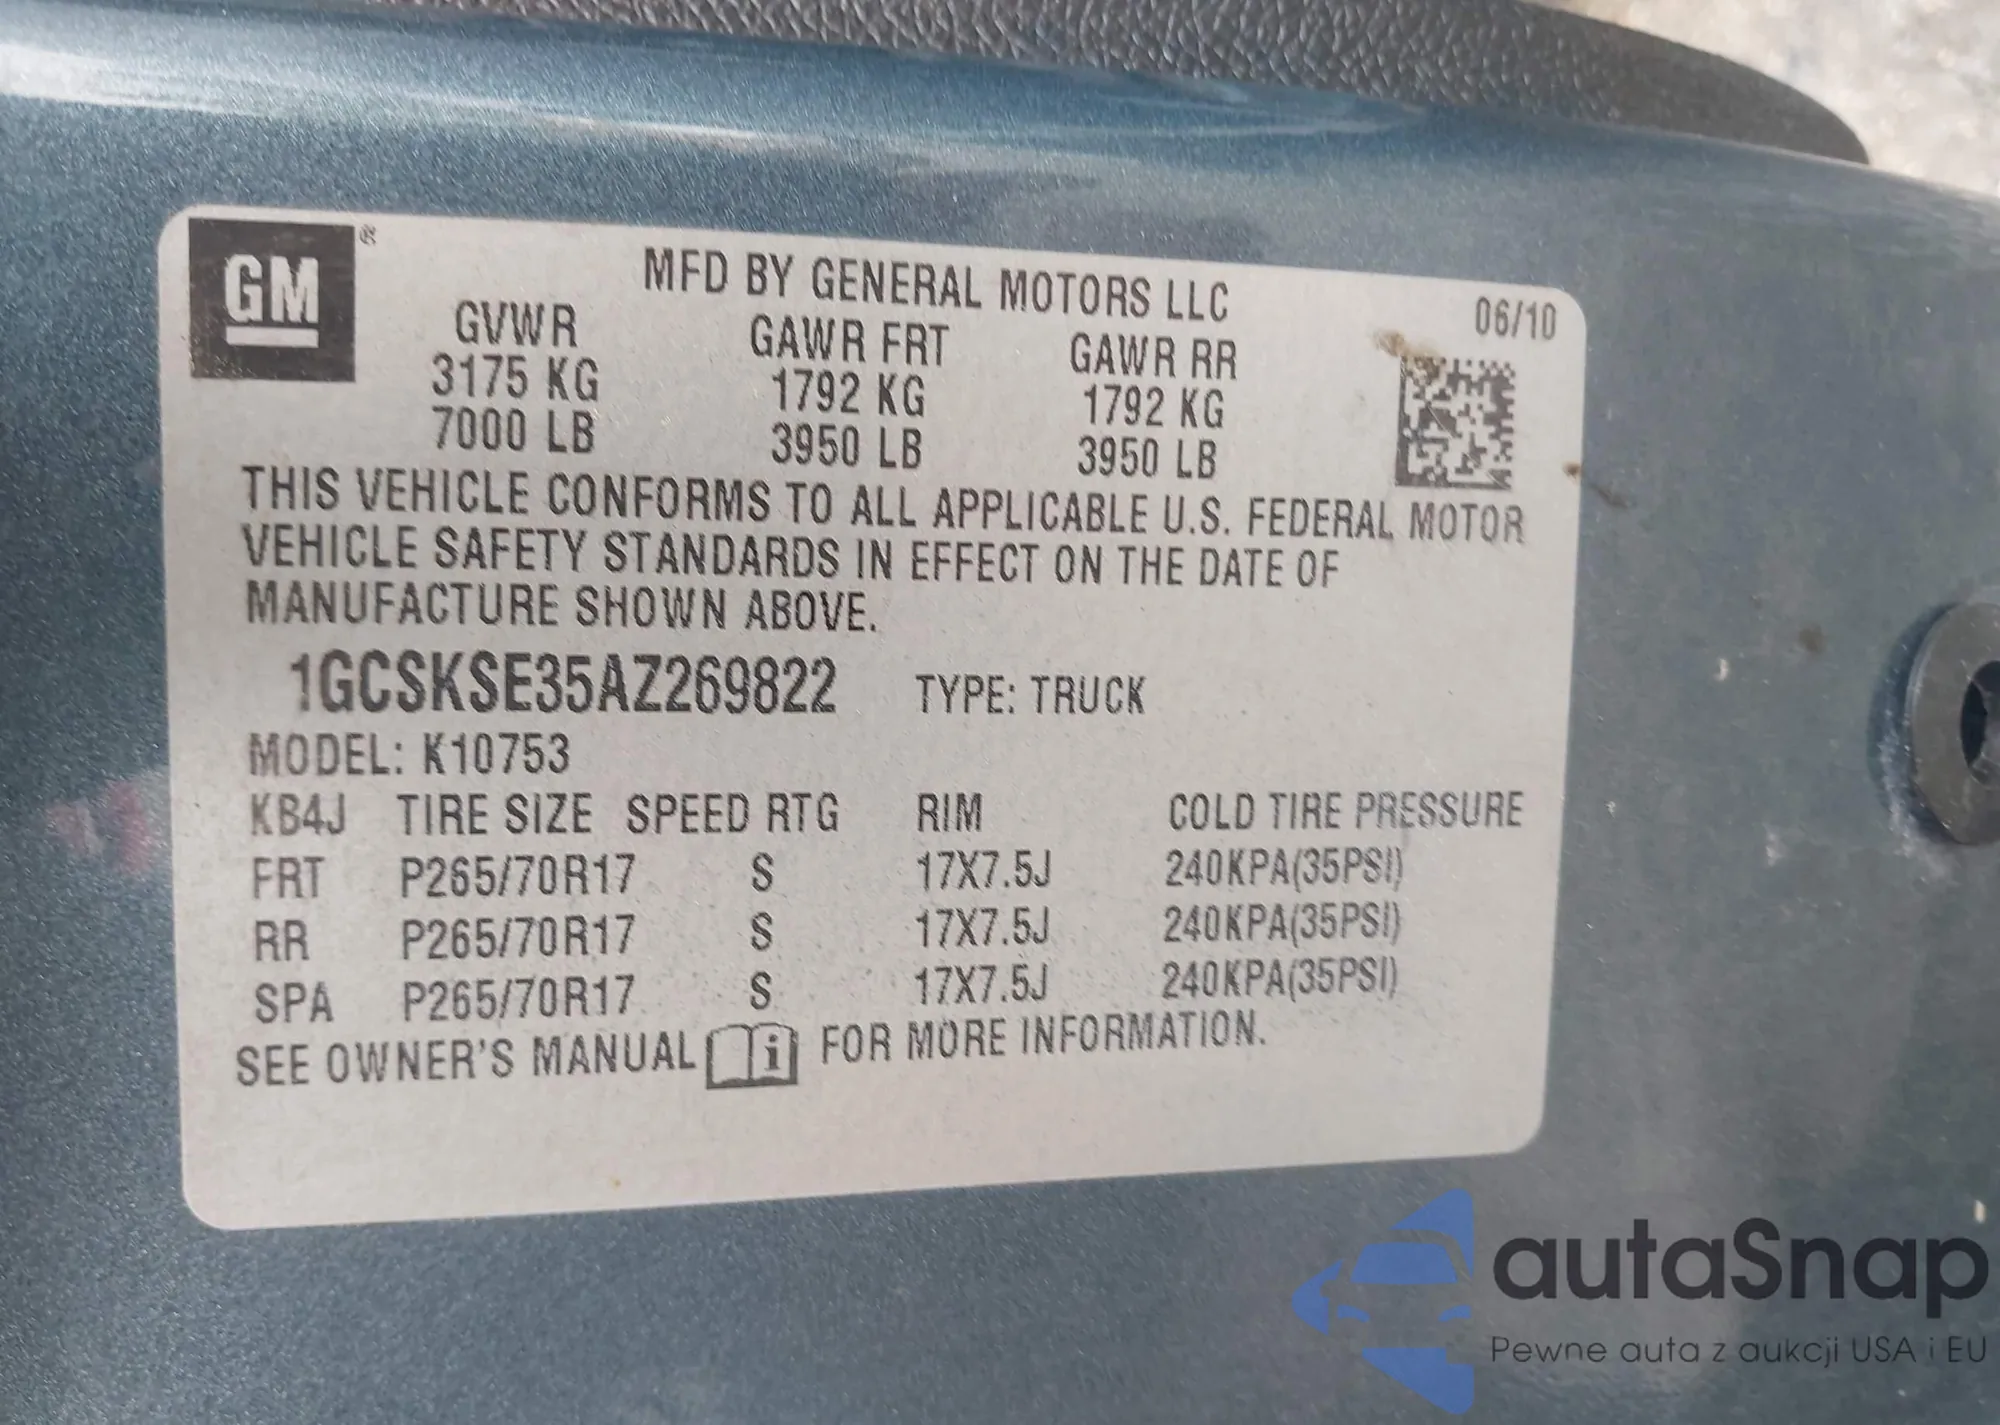 GM
®
MFD BY GENERAL MOTORS LLC
06/10
GVWR GAWR FRT GAWR RR
3175 KG 1792 KG 1792 KG
7000 LB 3950 LB 3950 LB
THIS VEHICLE CONFORMS TO ALL APPLICABLE U.S. FEDERAL MOTOR
VEHICLE SAFETY STANDARDS IN EFFECT ON THE DATE OF
MANUFACTURE SHOWN ABOVE.
1GCSKSE35AZ269822 TYPE: TRUCK
MODEL: K10753
KB4J TIRE SIZE SPEED RTG RIM COLD TIRE PRESSURE
FRT P265/70R17 S 17X7.5J 240KPA(35PSI)
RR P265/70R17 S 17X7.5J 240KPA(35PSI)
SPA P265/70R17 S 17X7.5J 240KPA(35PSI)
SEE OWNER'S MANUAL i FOR MORE INFORMATION.
autaSnap
Pewne auta z aukcji USA i EU